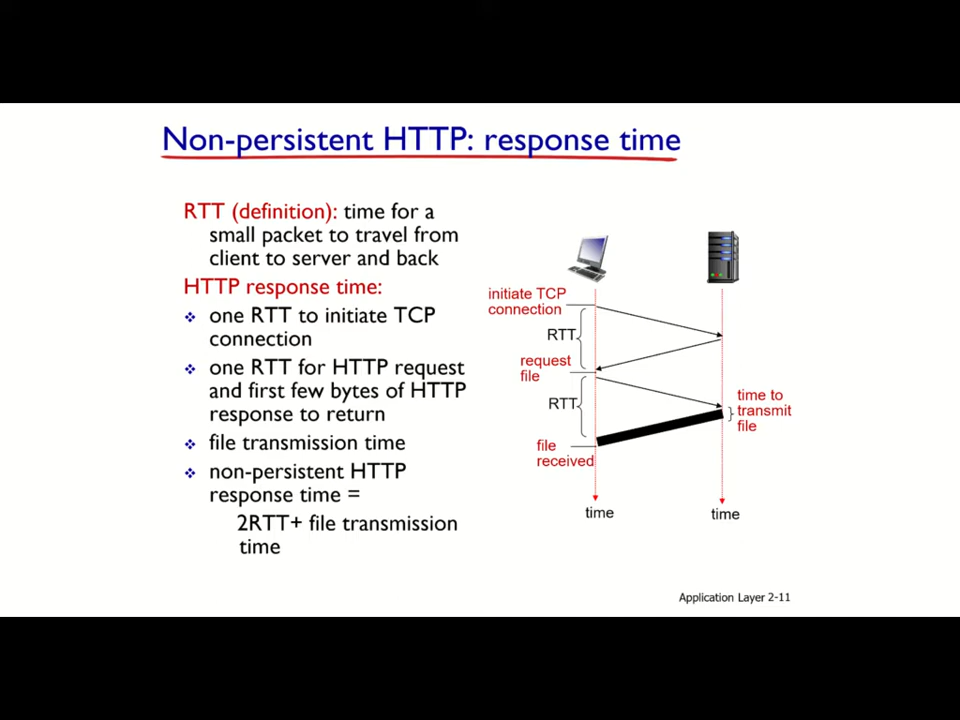 Non-persistent HTTP: response time
RTT (definition): time for a
small packet to travel from
client to server and back
HTTP response time:
one RTT to initiate TCP
connection
one RTT for HTTP request
and first few bytes of HTTP
response to return
file transmission time
non-persistent HTTP
response time =
2RTT+ file transmission
time
initiate TCP
connection
RTT
request
file
RTT
time to
transmit
file
file
received
time
time
Application Layer 2-11